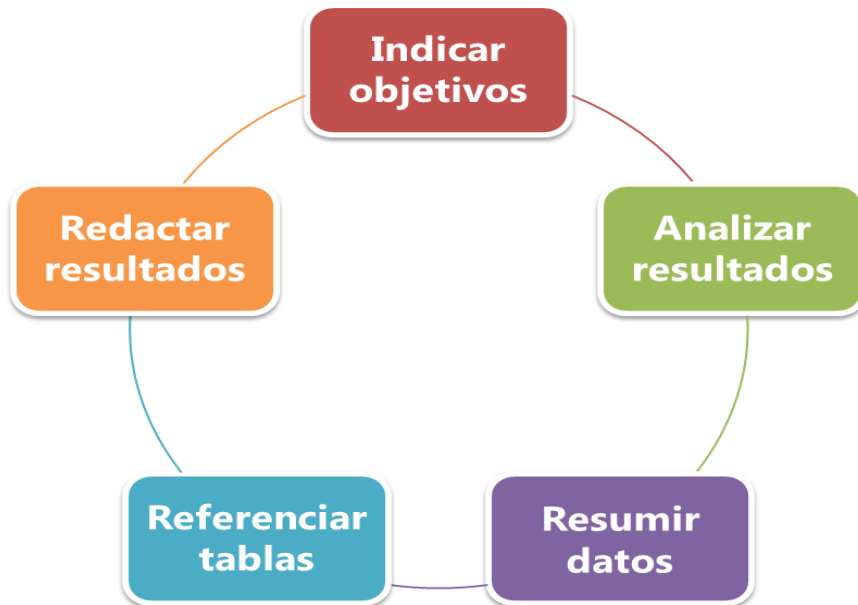 Indicar
objetivos
Analizar
resultados
Resumir
datos
Referenciar
tablas
Redactar
resultados